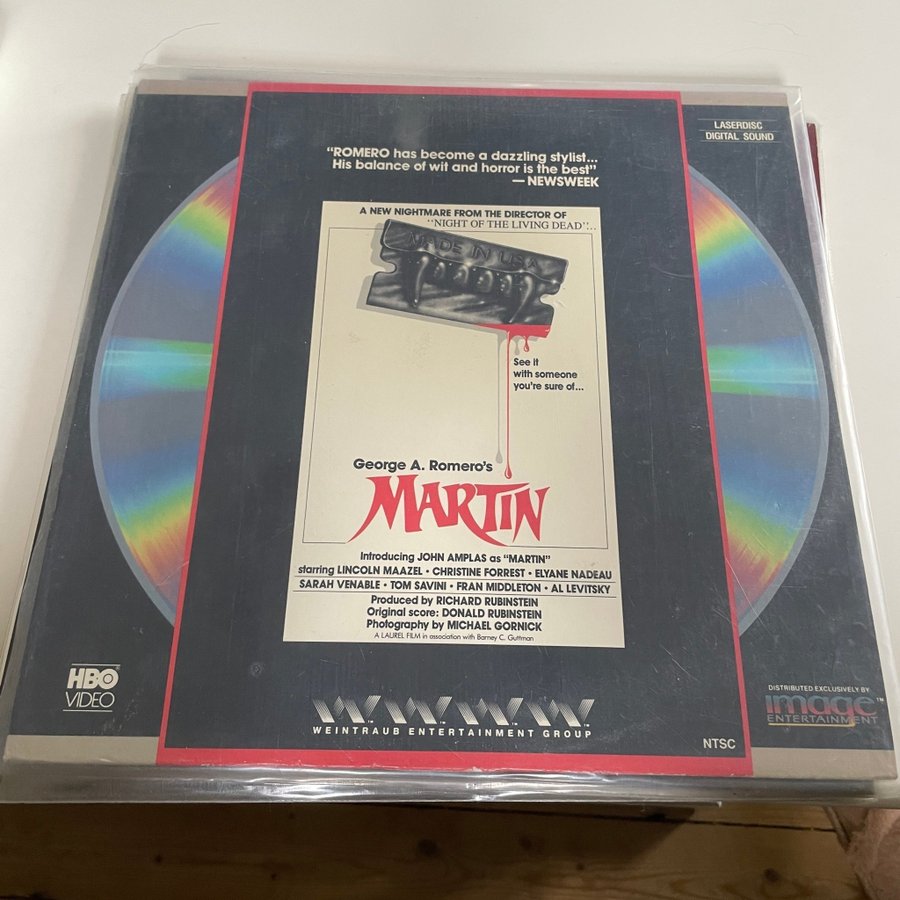 LASERDISC
DIGITAL SOUND
"ROMERO has become a dazzling stylist...
His balance of wit and horror is the best"
— NEWSWEEK
A NEW NIGHTMARE FROM THE DIRECTOR OF
"NIGHT OF THE LIVING DEAD"...
MADE IN USA
See it
with someone
you're sure of...
George A. Romero's
MARTIN
Introducing JOHN AMPLAS as "MARTIN"
starring LINCOLN MAAZEL • CHRISTINE FORREST • ELYANE NADEAU
SARAH VENABLE • TOM SAVINI • FRAN MIDDLETON • AL LEVITSKY
Produced by RICHARD RUBINSTEIN
Original score: DONALD RUBINSTEIN
Photography by MICHAEL GORNICK
A LAUREL FILM in association with Barney C. Guttman
HBO
VIDEO
WEINTRAUB ENTERTAINMENT GROUP
DISTRIBUTED EXCLUSIVELY BY
image™
ENTERTAINMENT
NTSC